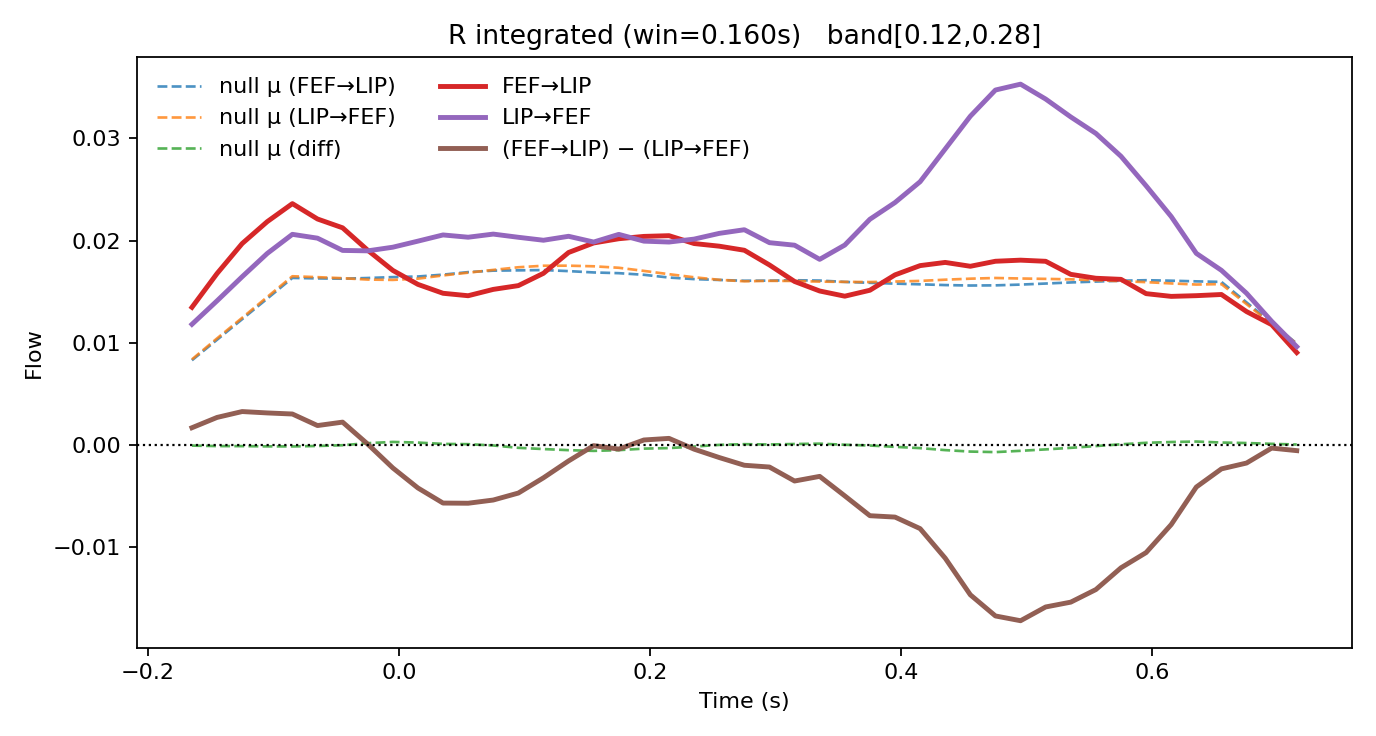 R integrated (win=0.160s)   band[0.12,0.28]
null μ (FEF→LIP)
null μ (LIP→FEF)
null μ (diff)
FEF→LIP
LIP→FEF
(FEF→LIP) − (LIP→FEF)
0.03
0.02
0.01
0.00
−0.01
Flow
−0.2
0.0
0.2
0.4
0.6
Time (s)